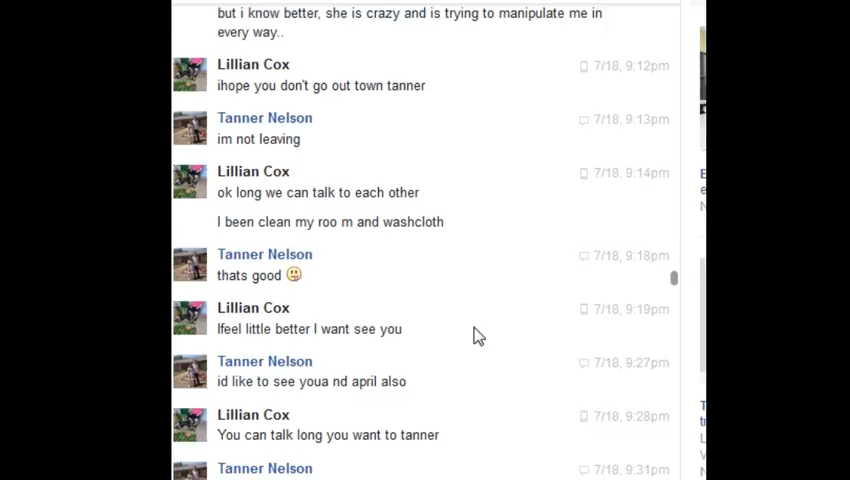 but i know better, she is crazy and is trying to manipulate me in
every way..
Lillian Cox
7/18, 9:12pm
ihope you don't go out town tanner
Tanner Nelson
7/18, 9:13pm
im not leaving
Lillian Cox
7/18, 9:14pm
ok long we can talk to each other
I been clean my roo m and washcloth
Tanner Nelson
7/18, 9:18pm
thats good
Lillian Cox
7/18, 9:19pm
Ifeel little better I want see you
Tanner Nelson
7/18, 9:27pm
id like to see youa nd april also
Lillian Cox
7/18, 9:28pm
You can talk long you want to tanner
Tanner Nelson
7/18, 9:31pm